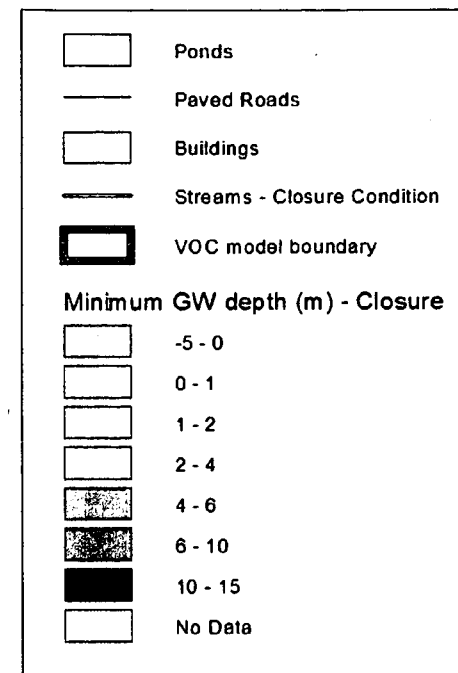 Ponds
Paved Roads
Buildings
Streams - Closure Condition
VOC model boundary
Minimum GW depth (m) - Closure
-5 - 0
0 - 1
1 - 2
2 - 4
4 - 6
6 - 10
10 - 15
No Data